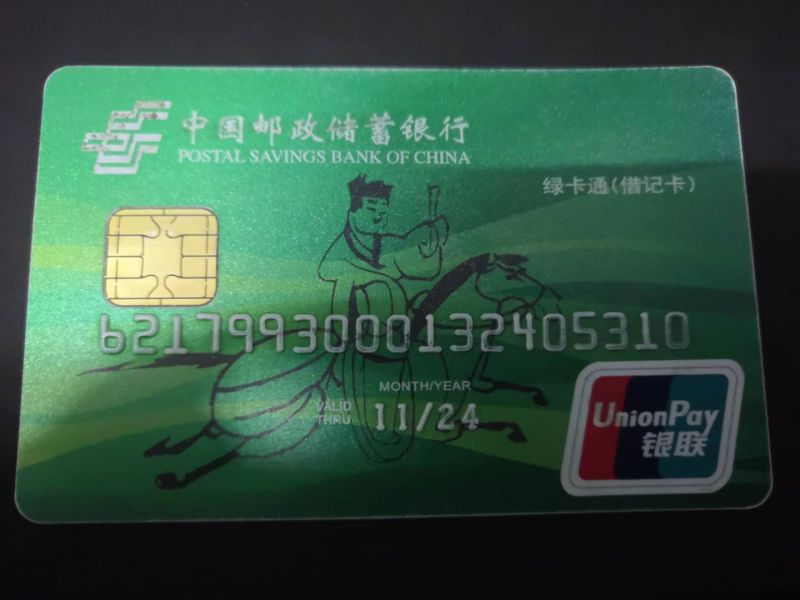 中国邮政储蓄银行
POSTAL SAVINGS BANK OF CHINA
绿卡通(借记卡)
6217993000132405310
MONTH/YEAR
VALID THRU 11/24
UnionPay
银联